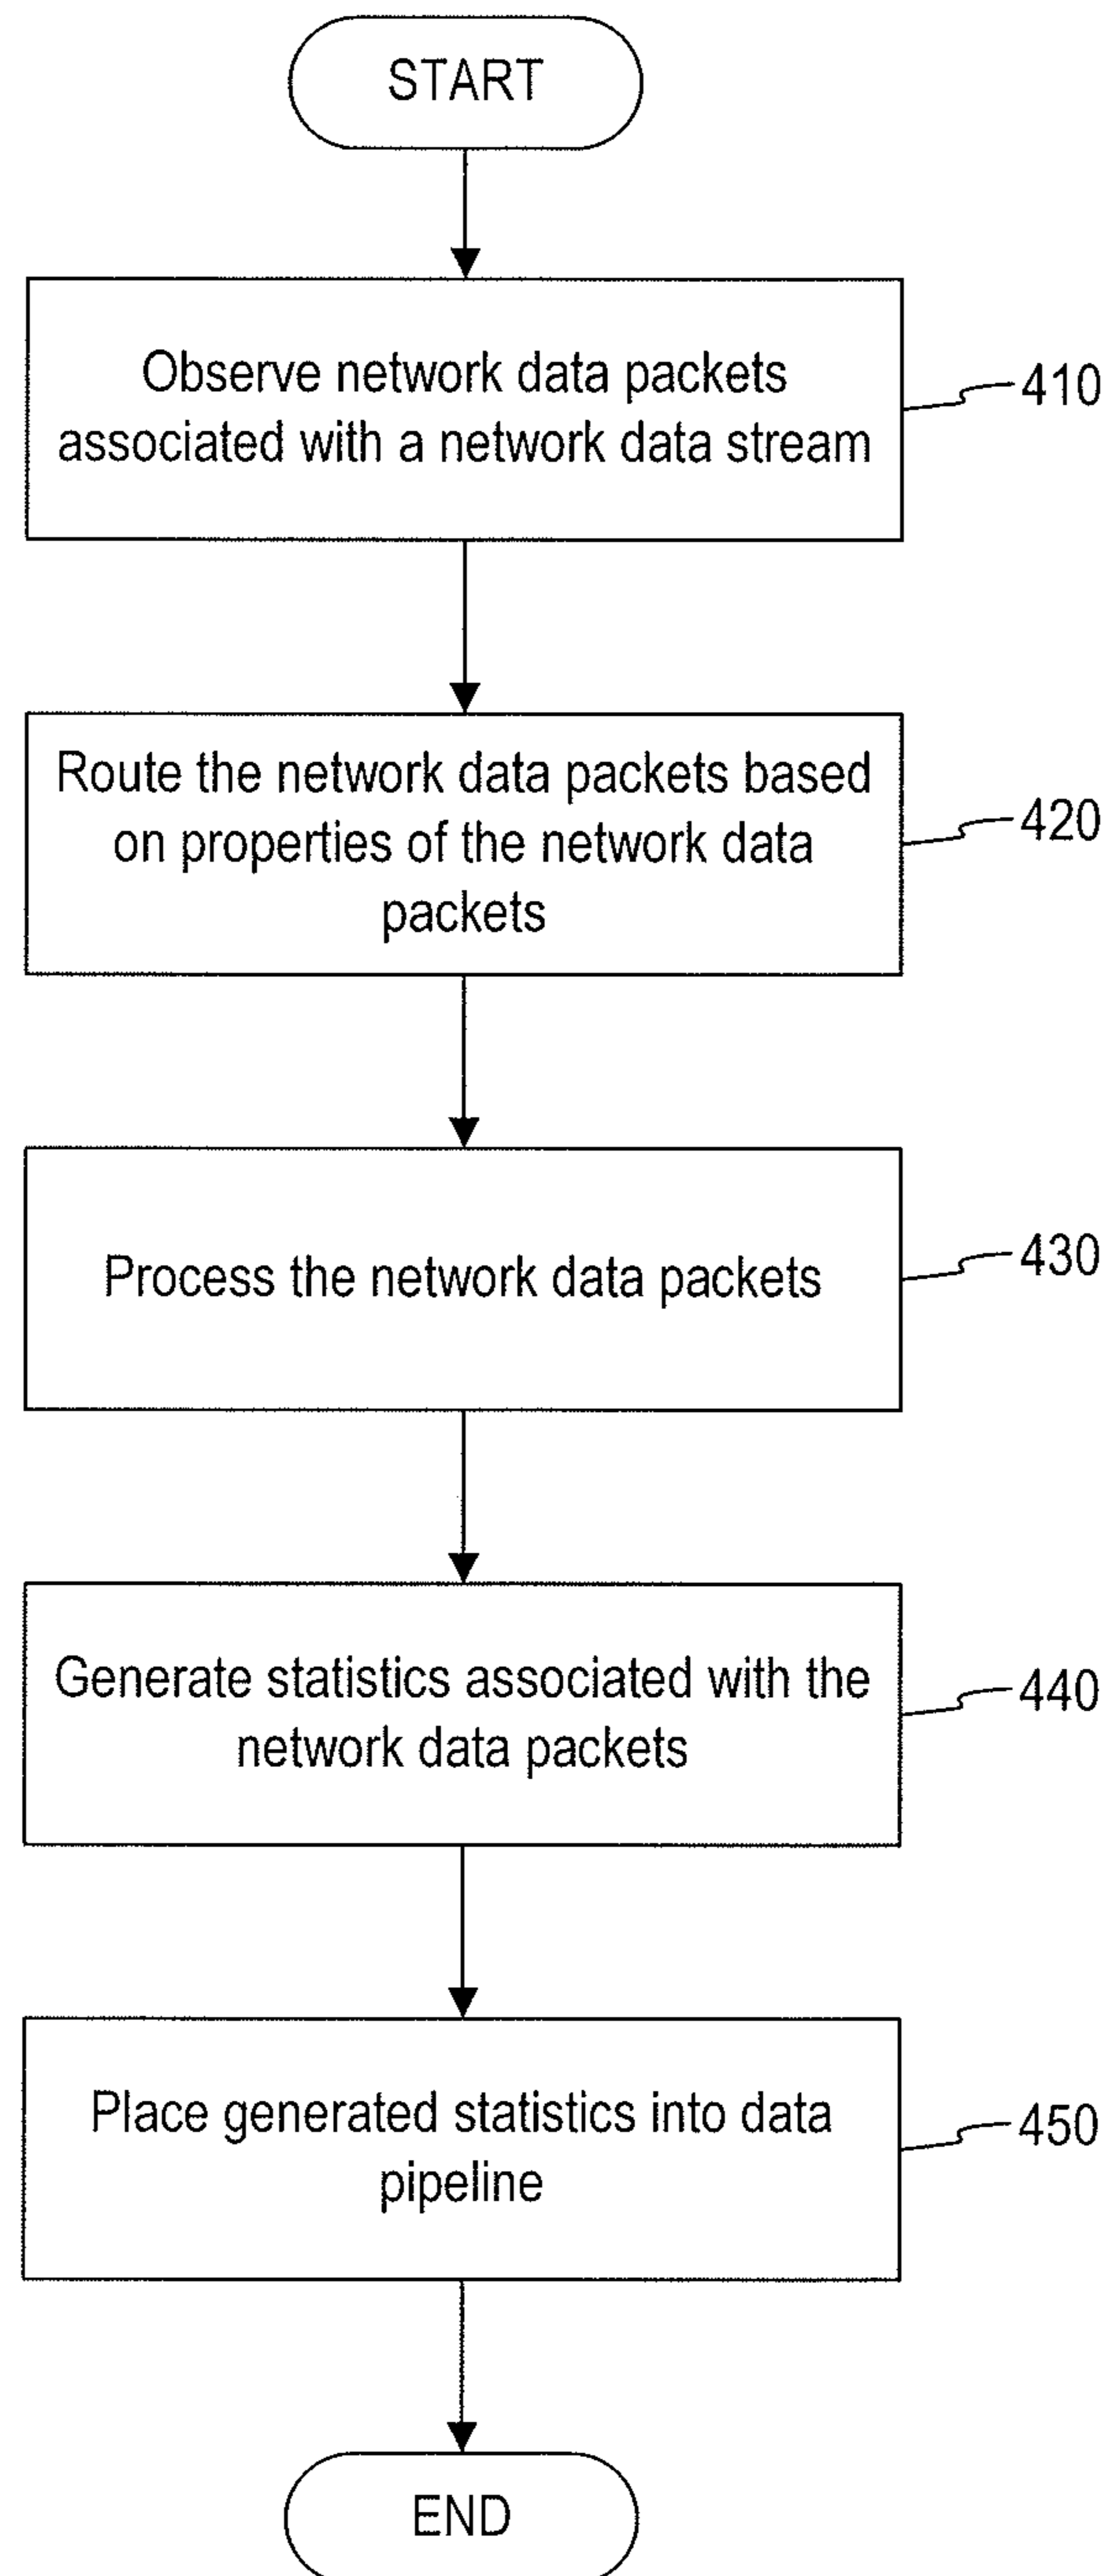 START
Observe network data packets
associated with a network data stream
410
Route the network data packets based
on properties of the network data
packets
420
Process the network data packets
430
Generate statistics associated with the
network data packets
440
Place generated statistics into data
pipeline
450
END